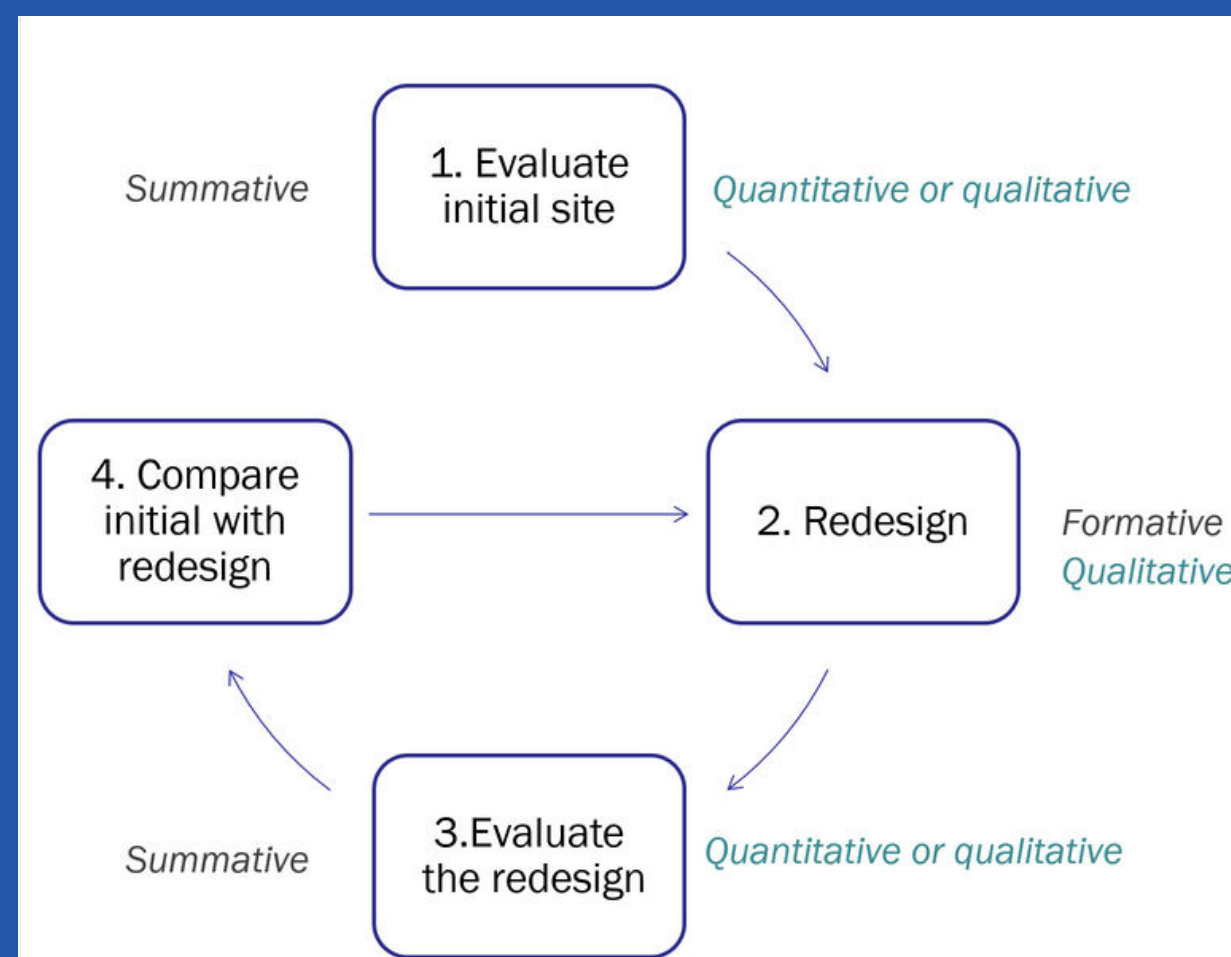 1. Evaluate
initial site
Summative
Quantitative or qualitative
4. Compare
initial with
redesign
2. Redesign
Formative
Qualitative
3.Evaluate
the redesign
Summative
Quantitative or qualitative